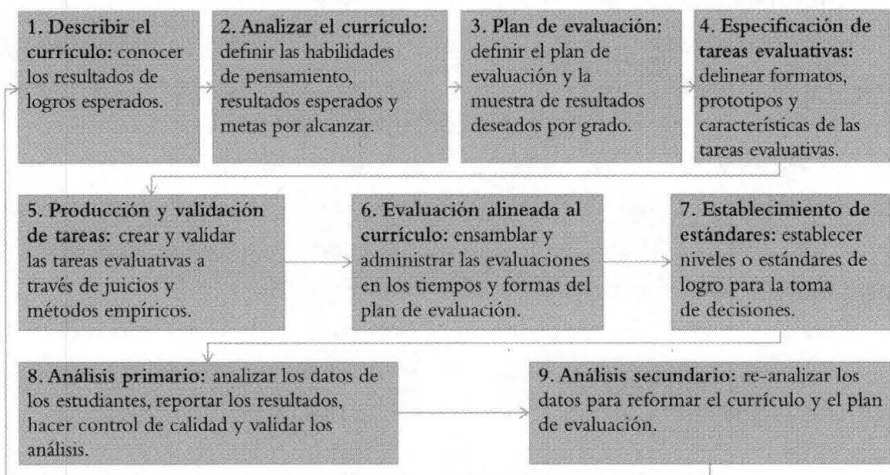 1. Describir el
currículo: conocer
los resultados de
logros esperados.
2. Analizar el currículo:
definir las habilidades
de pensamiento,
resultados esperados y
metas por alcanzar.
3. Plan de evaluación:
definir el plan de
evaluación y la
muestra de resultados
deseados por grado.
4. Especificación de
tareas evaluativas:
delinear formatos,
prototipos y
características de las
tareas evaluativas.
5. Producción y validación
de tareas: crear y validar
las tareas evaluativas a
través de juicios y
métodos empíricos.
6. Evaluación alineada al
currículo: ensamblar y
administrar las evaluaciones
en los tiempos y formas del
plan de evaluación.
7. Establecimiento de
estándares: establecer
niveles o estándares de
logro para la toma
de decisiones.
8. Análisis primario: analizar los datos de
los estudiantes, reportar los resultados,
hacer control de calidad y validar los
análisis.
9. Análisis secundario: re-analizar los
datos para reformar el currículo y el plan
de evaluación.